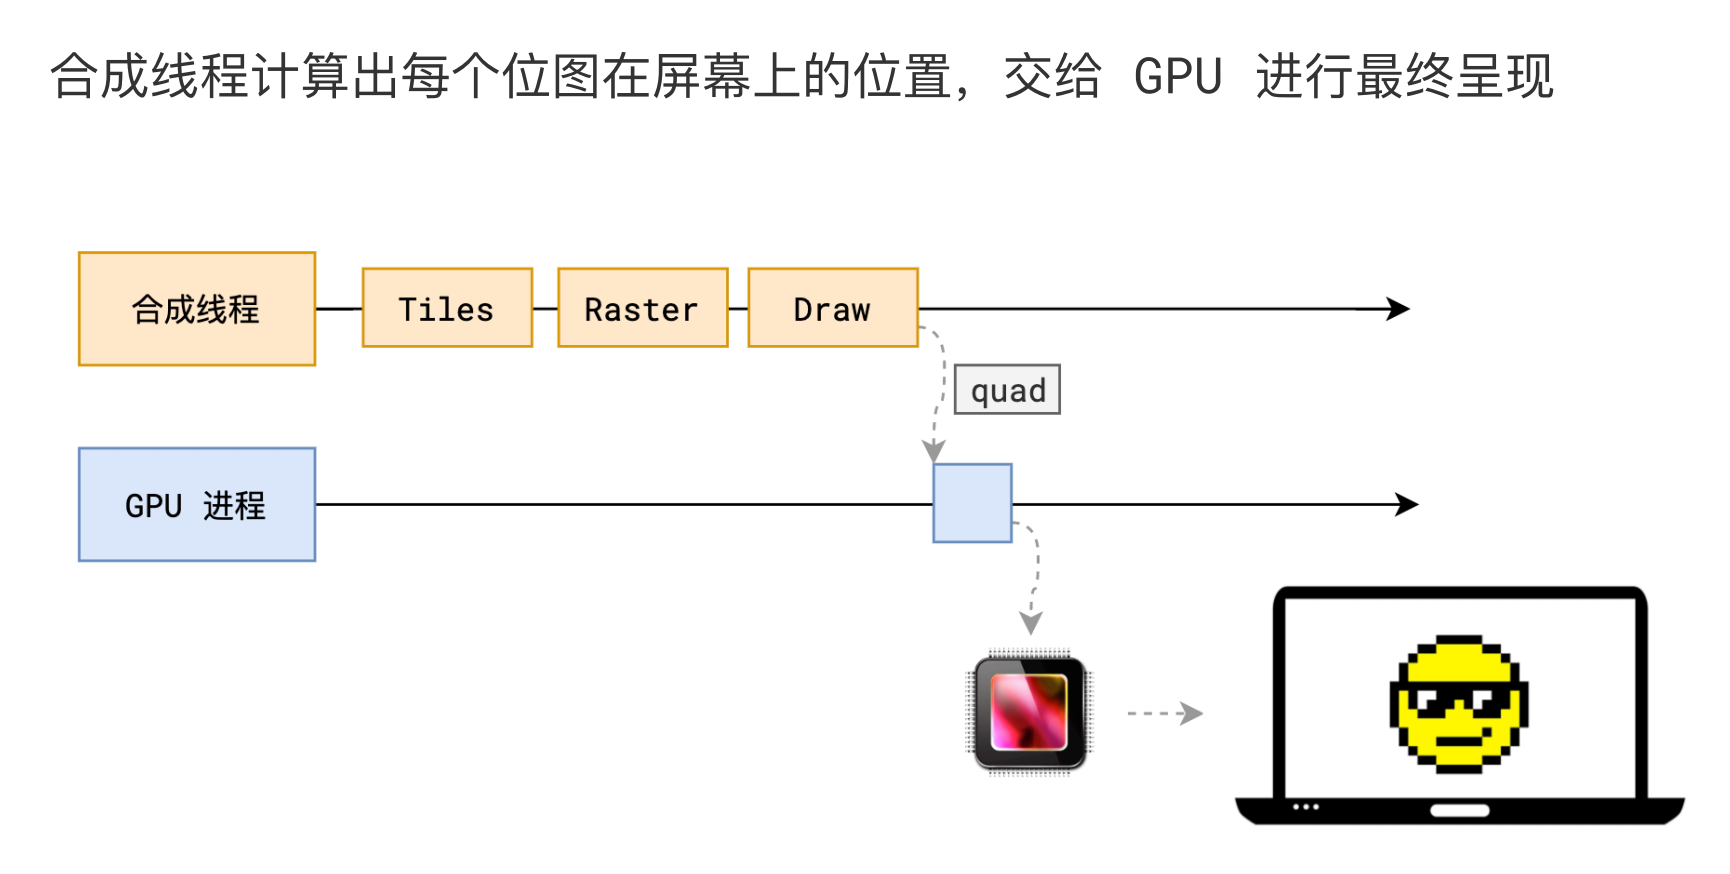 合成线程计算出每个位图在屏幕上的位置，交给 GPU 进行最终呈现
合成线程
Tiles
Raster
Draw
quad
GPU 进程